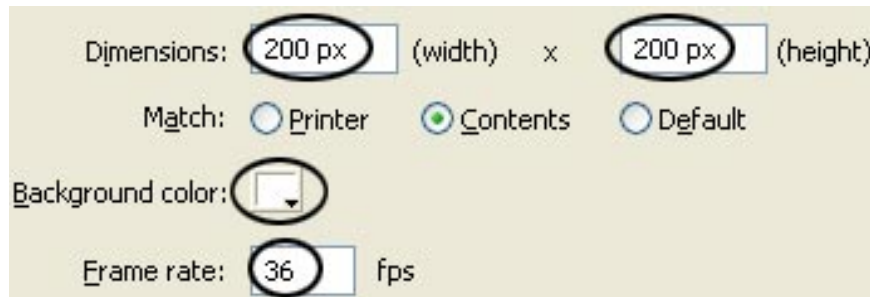 Dimensions: 200 px (width) x 200 px (height)
Match: Printer Contents Default
Background color:
Frame rate: 36 fps